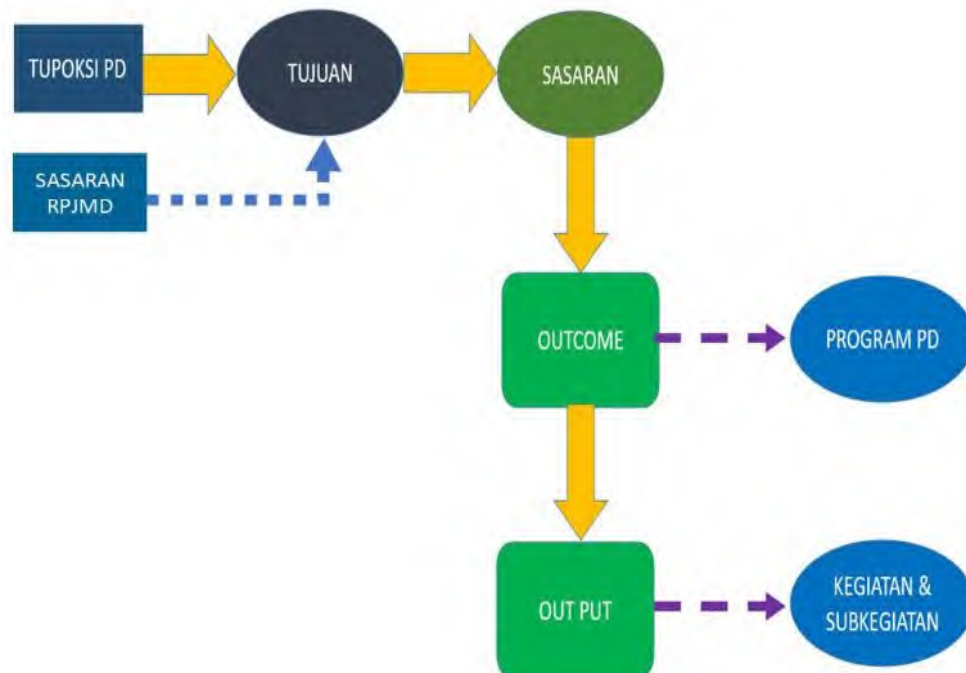 TUPOKSI PD
TUJUAN
SASARAN
SASARAN
RPJMD
OUTCOME
PROGRAM PD
OUT PUT
KEGIATAN &
SUBKEGIATAN